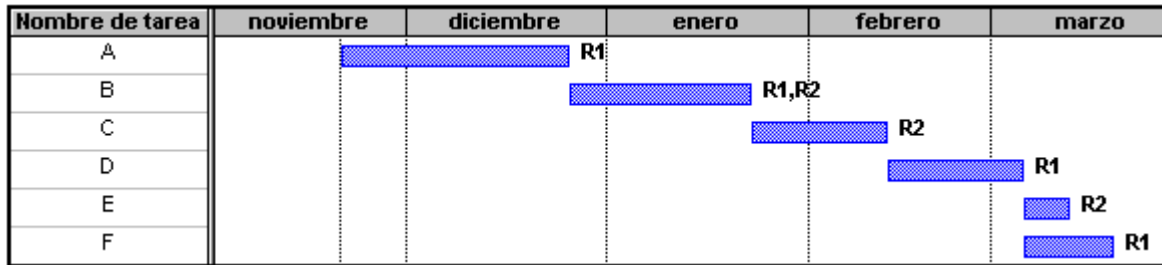 Nombre de tarea noviembre diciembre enero febrero marzo
A R1
B R1,R2
C R2
D R1
E R2
F R1